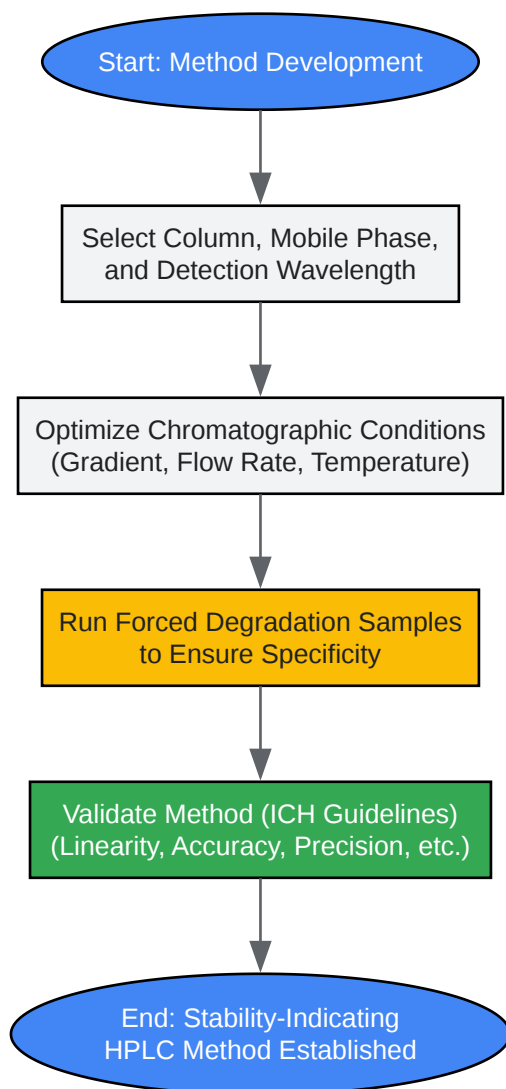 Start: Method Development
Select Column, Mobile Phase,
and Detection Wavelength
Optimize Chromatographic Conditions
(Gradient, Flow Rate, Temperature)
Run Forced Degradation Samples
to Ensure Specificity
Validate Method (ICH Guidelines)
(Linearity, Accuracy, Precision, etc.)
End: Stability-Indicating
HPLC Method Established